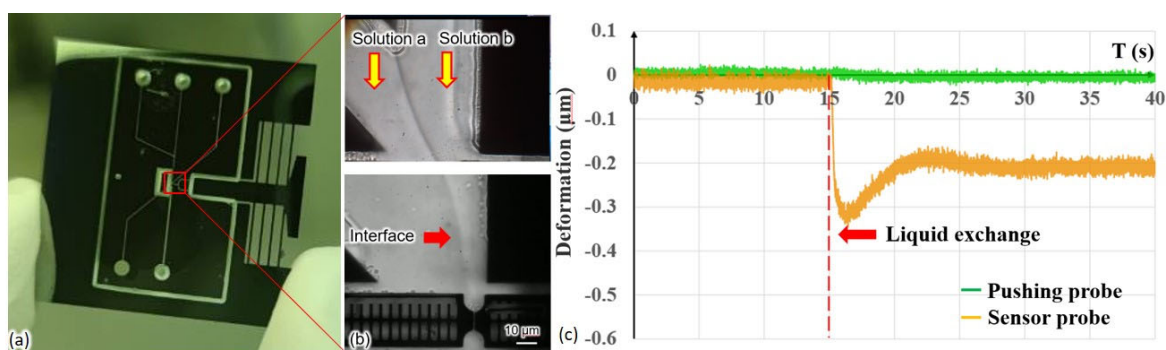 (a)
Solution a
Solution b
Interface
10 μm
(b)
Deformation (μm)
0.1
0
-0.1
-0.2
-0.3
-0.4
-0.5
-0.6
T (s)
0
5
10
15
20
25
30
35
40
Liquid exchange
Pushing probe
Sensor probe
(c)